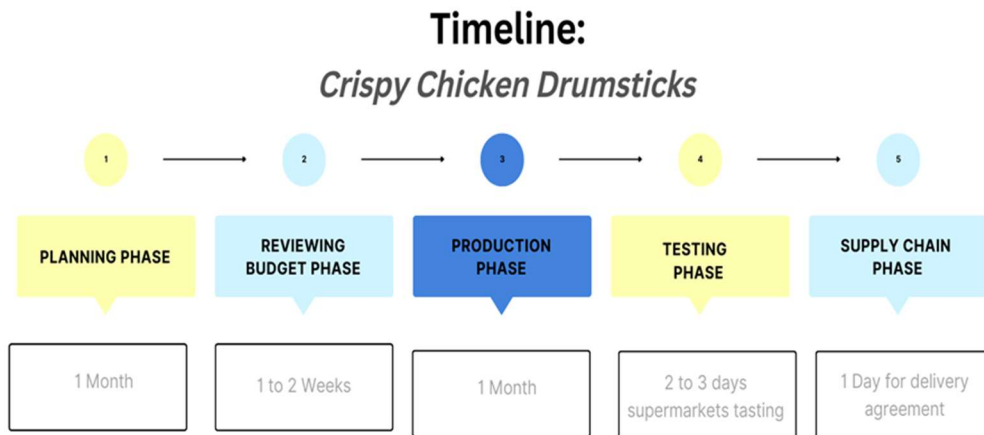 Timeline:
Crispy Chicken Drumsticks
1
2
3
4
5
PLANNING PHASE
REVIEWING
BUDGET PHASE
PRODUCTION
PHASE
TESTING
PHASE
SUPPLY CHAIN
PHASE
1 Month
1 to 2 Weeks
1 Month
2 to 3 days
supermarkets tasting
1 Day for delivery
agreement